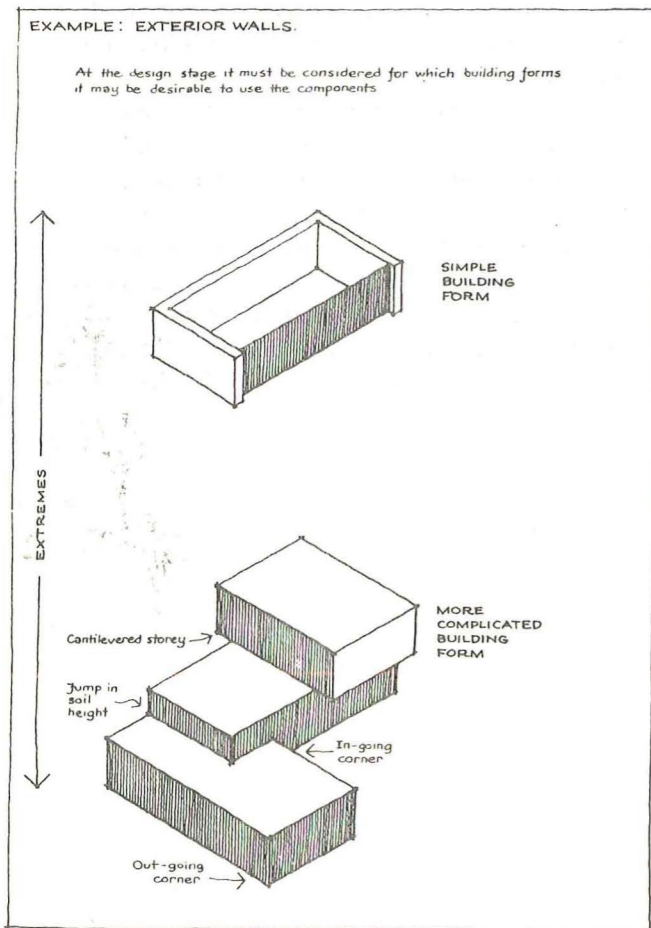 EXAMPLE: EXTERIOR WALLS.
At the design stage it must be considered for which building forms
it may be desirable to use the components
SIMPLE
BUILDING
FORM
EXTREMES
MORE
COMPLICATED
BUILDING
FORM
Cantilevered storey
Jump in
soil
height
In-going
corner
Out-going
corner